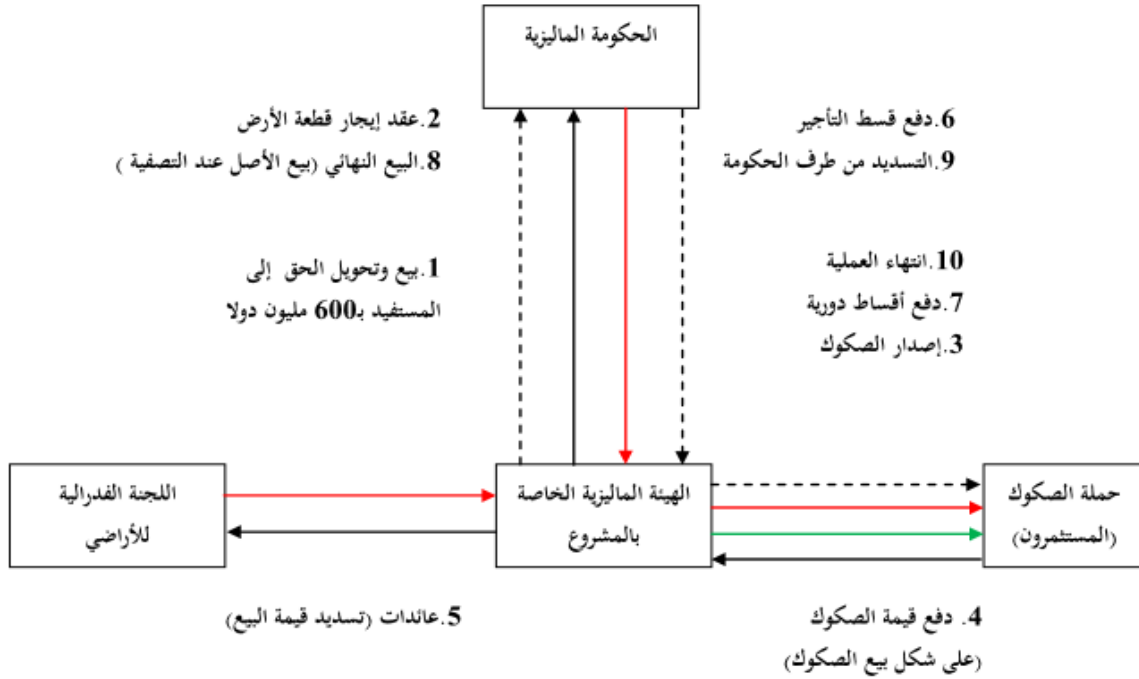 الحكومة الماليزية
2.عقد إيجار قطعة الأرض
8.البيع النهائي (بيع الأصل عند التصفية )
6.دفع قسط التأجير
9.التسديد من طرف الحكومة
1.بيع وتحويل الحق إلى
المستفيد بـ600 مليون دولا
10.انتهاء العملية
7.دفع أقساط دورية
3.إصدار الصكوك
اللجنة الفدرالية
للأراضي
الهيئة الماليزية الخاصة
بالمشروع
حملة الصكوك
(المستثمرون)
5.عائدات (تسديد قيمة البيع)
4. دفع قيمة الصكوك
(على شكل بيع الصكوك)